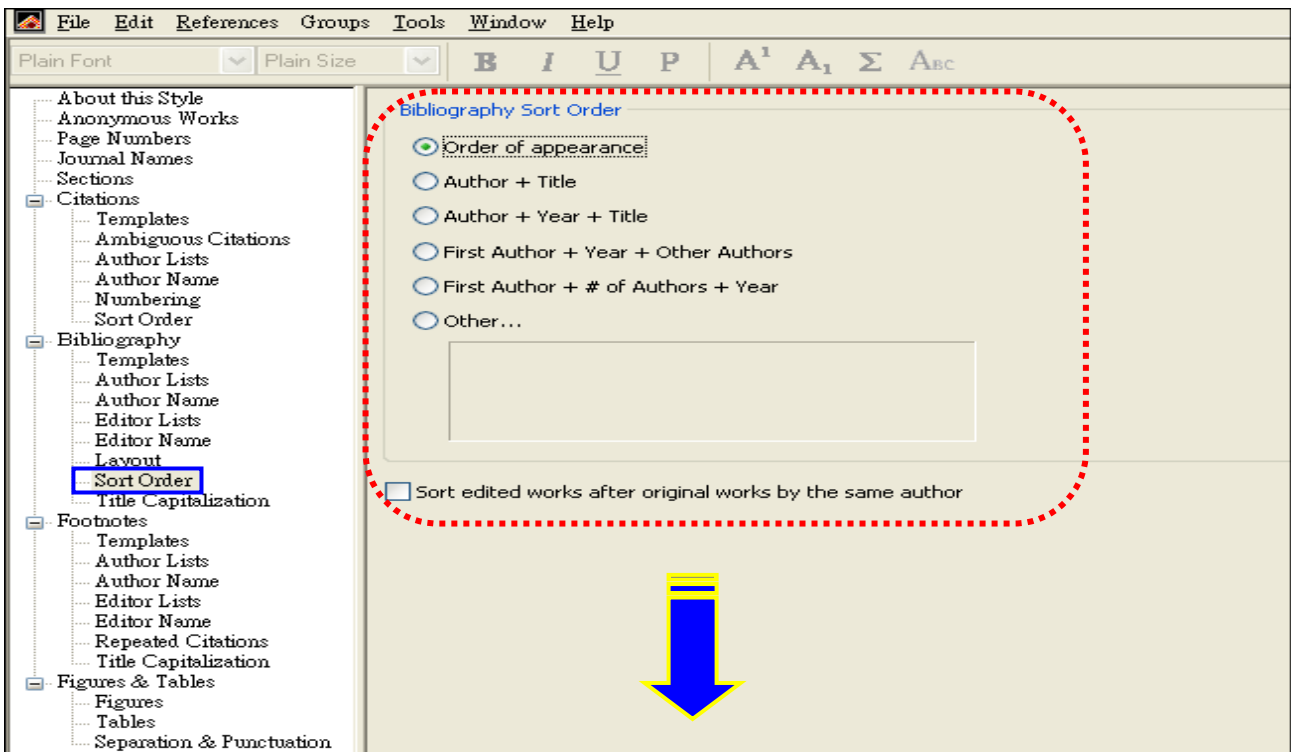 File Edit References Groups Tools Window Help
Plain Font Plain Size B I U P A1 A1 Σ ABC
About this Style
Anonymous Works
Page Numbers
Journal Names
Sections
Citations
Templates
Ambiguous Citations
Author Lists
Author Name
Numbering
Sort Order
Bibliography
Templates
Author Lists
Author Name
Editor Lists
Editor Name
Layout
Sort Order
Title Capitalization
Footnotes
Templates
Author Lists
Author Name
Editor Lists
Editor Name
Repeated Citations
Title Capitalization
Figures & Tables
Figures
Tables
Separation & Punctuation
Bibliography Sort Order
Order of appearance
Author + Title
Author + Year + Title
First Author + Year + Other Authors
First Author + # of Authors + Year
Other...
Sort edited works after original works by the same author